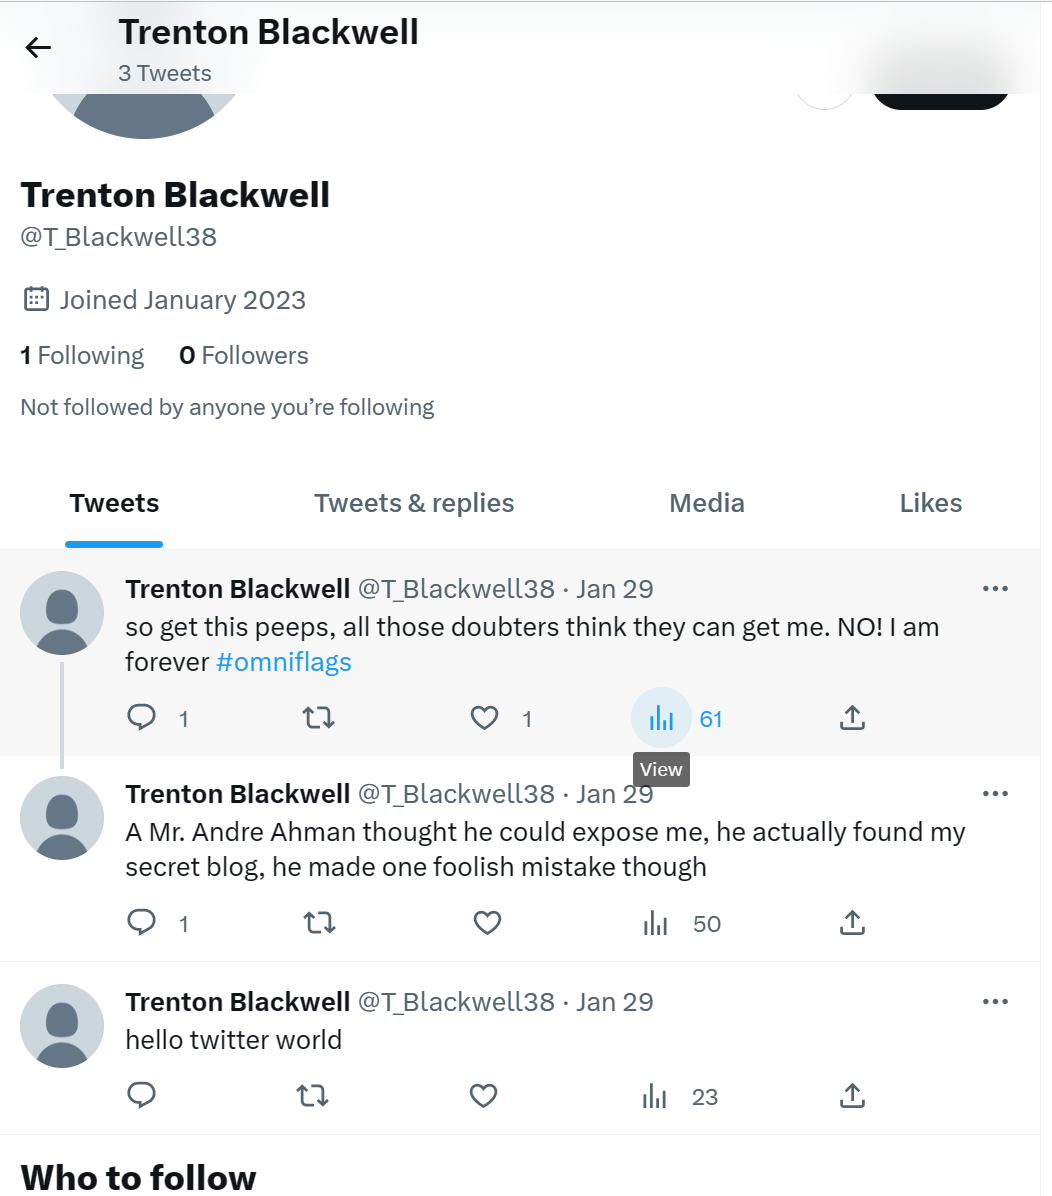 Trenton Blackwell
3 Tweets
Trenton Blackwell
@T_Blackwell38
Joined January 2023
1 Following 0 Followers
Not followed by anyone you’re following
Tweets Tweets & replies Media Likes
Trenton Blackwell @T_Blackwell38 · Jan 29
so get this peeps, all those doubters think they can get me. NO! I am
forever #omniflags
1 1 61
View
Trenton Blackwell @T_Blackwell38 · Jan 29
A Mr. Andre Ahman thought he could expose me, he actually found my
secret blog, he made one foolish mistake though
1 50
Trenton Blackwell @T_Blackwell38 · Jan 29
hello twitter world
23
Who to follow